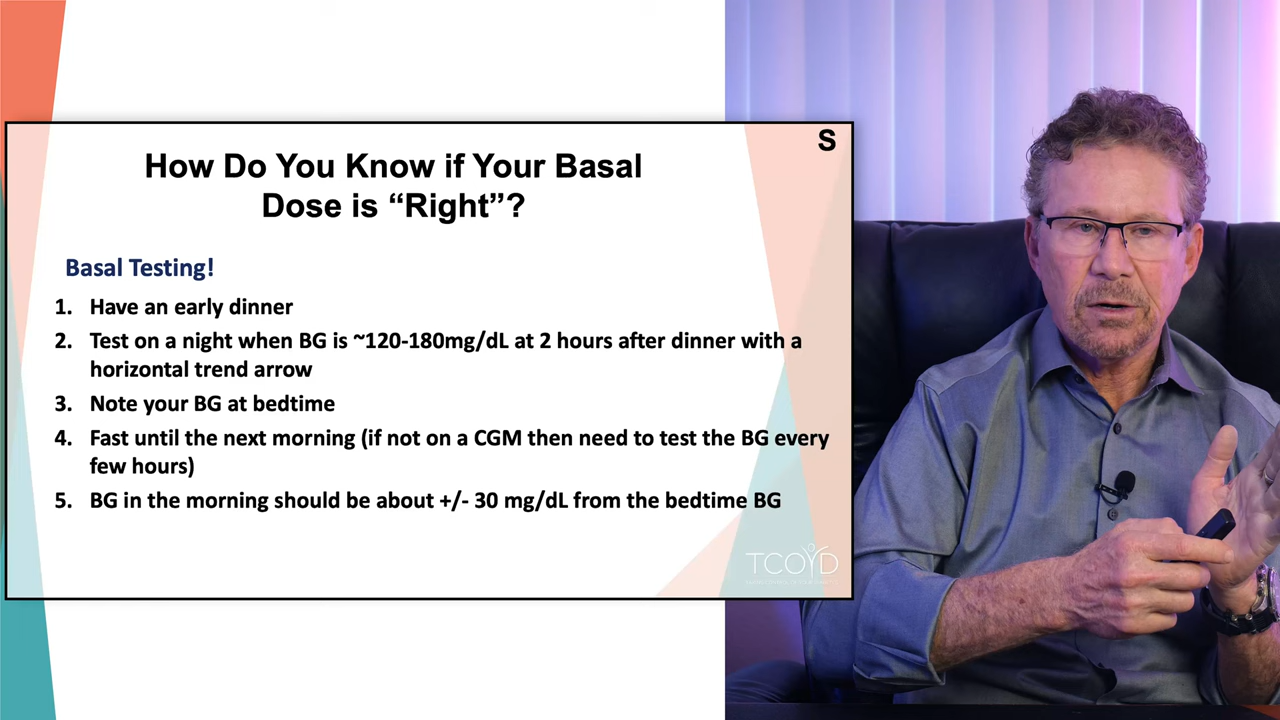 S
How Do You Know if Your Basal
Dose is “Right”?
Basal Testing!
1. Have an early dinner
2. Test on a night when BG is ~120-180mg/dL at 2 hours after dinner with a
horizontal trend arrow
3. Note your BG at bedtime
4. Fast until the next morning (if not on a CGM then need to test the BG every
few hours)
5. BG in the morning should be about +/- 30 mg/dL from the bedtime BG
TCOYD